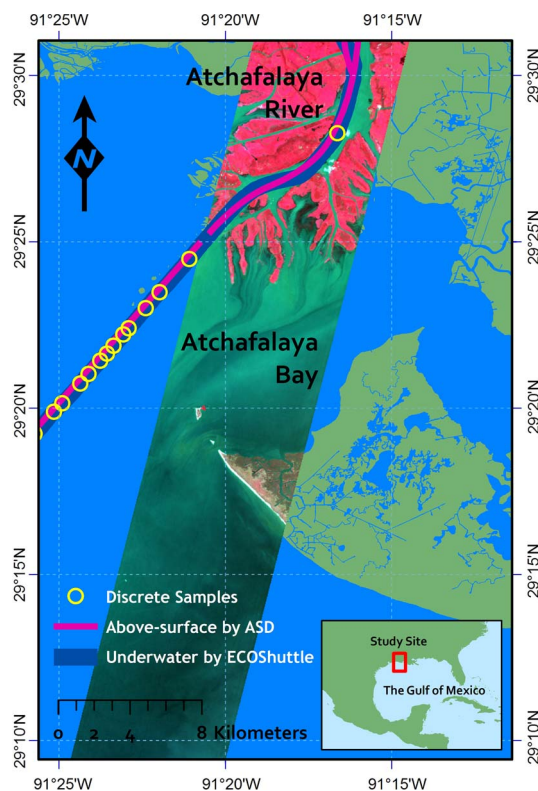 91°25'W 91°20'W 91°15'W
29°30'N 29°30'N
Atchafalaya
River
N
29°25'N 29°25'N
Atchafalaya
Bay
29°20'N 29°20'N
29°15'N 29°15'N
Discrete Samples
Above-surface by ASD
Underwater by ECOShuttle
0 2 4 8 Kilometers
Study Site
The Gulf of Mexico
29°10'N 29°10'N
91°25'W 91°20'W 91°15'W